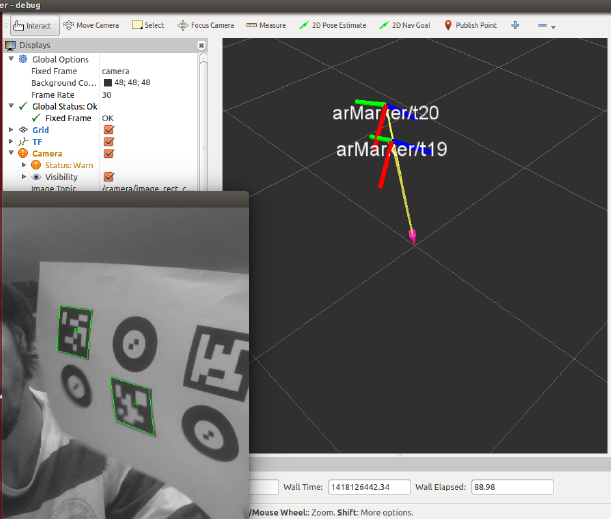 er - debug
Interact Move Camera Select Focus Camera Measure 2D Pose Estimate 2D Nav Goal Publish Point
Displays
Global Options
Fixed Frame camera
Background Co... 48; 48; 48
Frame Rate 30
Global Status: Ok
Fixed Frame OK
Grid
TF
Camera
Status: Warn
Visibility
Image Topic /camera/image_rect_c...
arMarker/t20
arMarker/t19
Wall Time: 1418126442.34 Wall Elapsed: 88.98
/Mouse Wheel:: Zoom. Shift: More options.